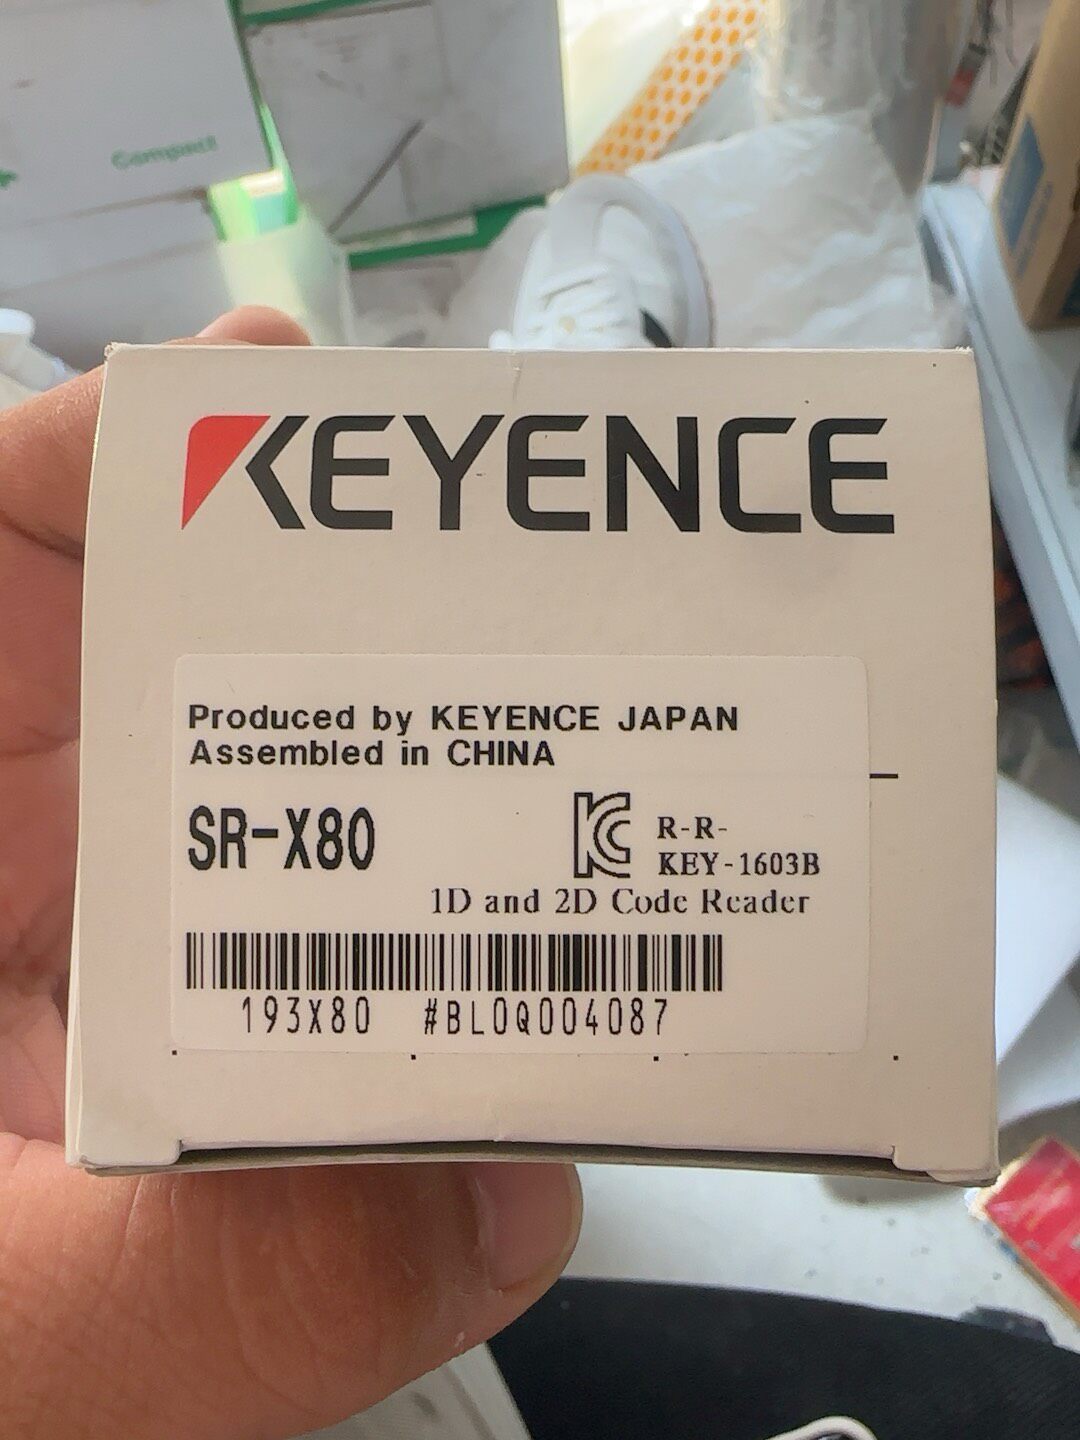 Compact
KEYENCE
Produced by KEYENCE JAPAN
Assembled in CHINA
SR-X80
R-R-
KEY-1603B
1D and 2D Code Reader
193X80 #BL0Q004087